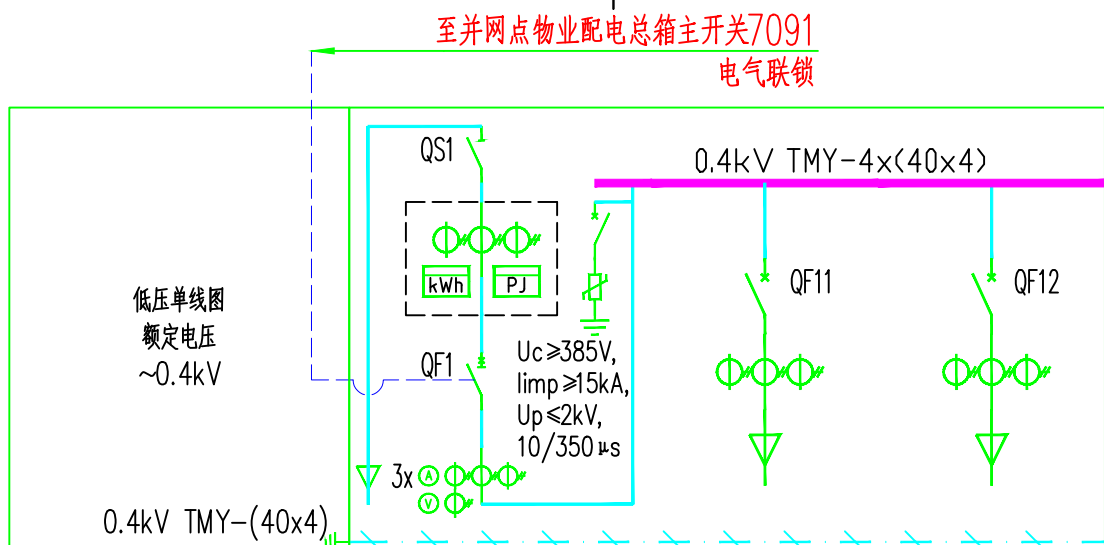 至并网点物业配电总箱主开关7091
电气联锁
QS1
0.4kV TMY-4x(40x4)
kWh
PJ
QF11
QF12
低压单线图
额定电压
~0.4kV
QF1
Uc≥385V,
Iimp≥15kA,
Up≤2kV,
10/350μs
3x
A
V
0.4kV TMY-(40x4)